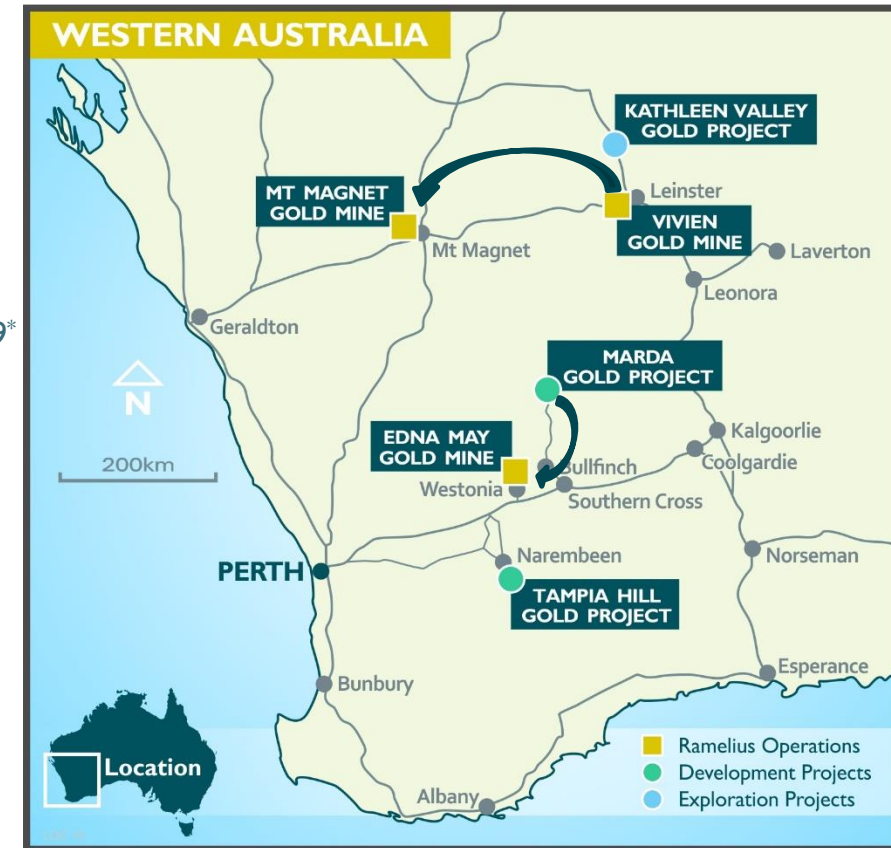 WESTERN AUSTRALIA
KATHLEEN VALLEY
GOLD PROJECT
MT MAGNET
GOLD MINE
Leinster
VIVIEN
GOLD MINE
Mt Magnet
Laverton
Leonora
9*
Geraldton
MARDA
GOLD PROJECT
N
200km
EDNA MAY
GOLD MINE
Kalgoorlie
Coolgardie
Bullfinch
Westonia
Southern Cross
Narembeen
Norseman
PERTH
TAMPIA HILL
GOLD PROJECT
Esperance
Bunbury
Location
Albany
Ramelius Operations
Development Projects
Exploration Projects